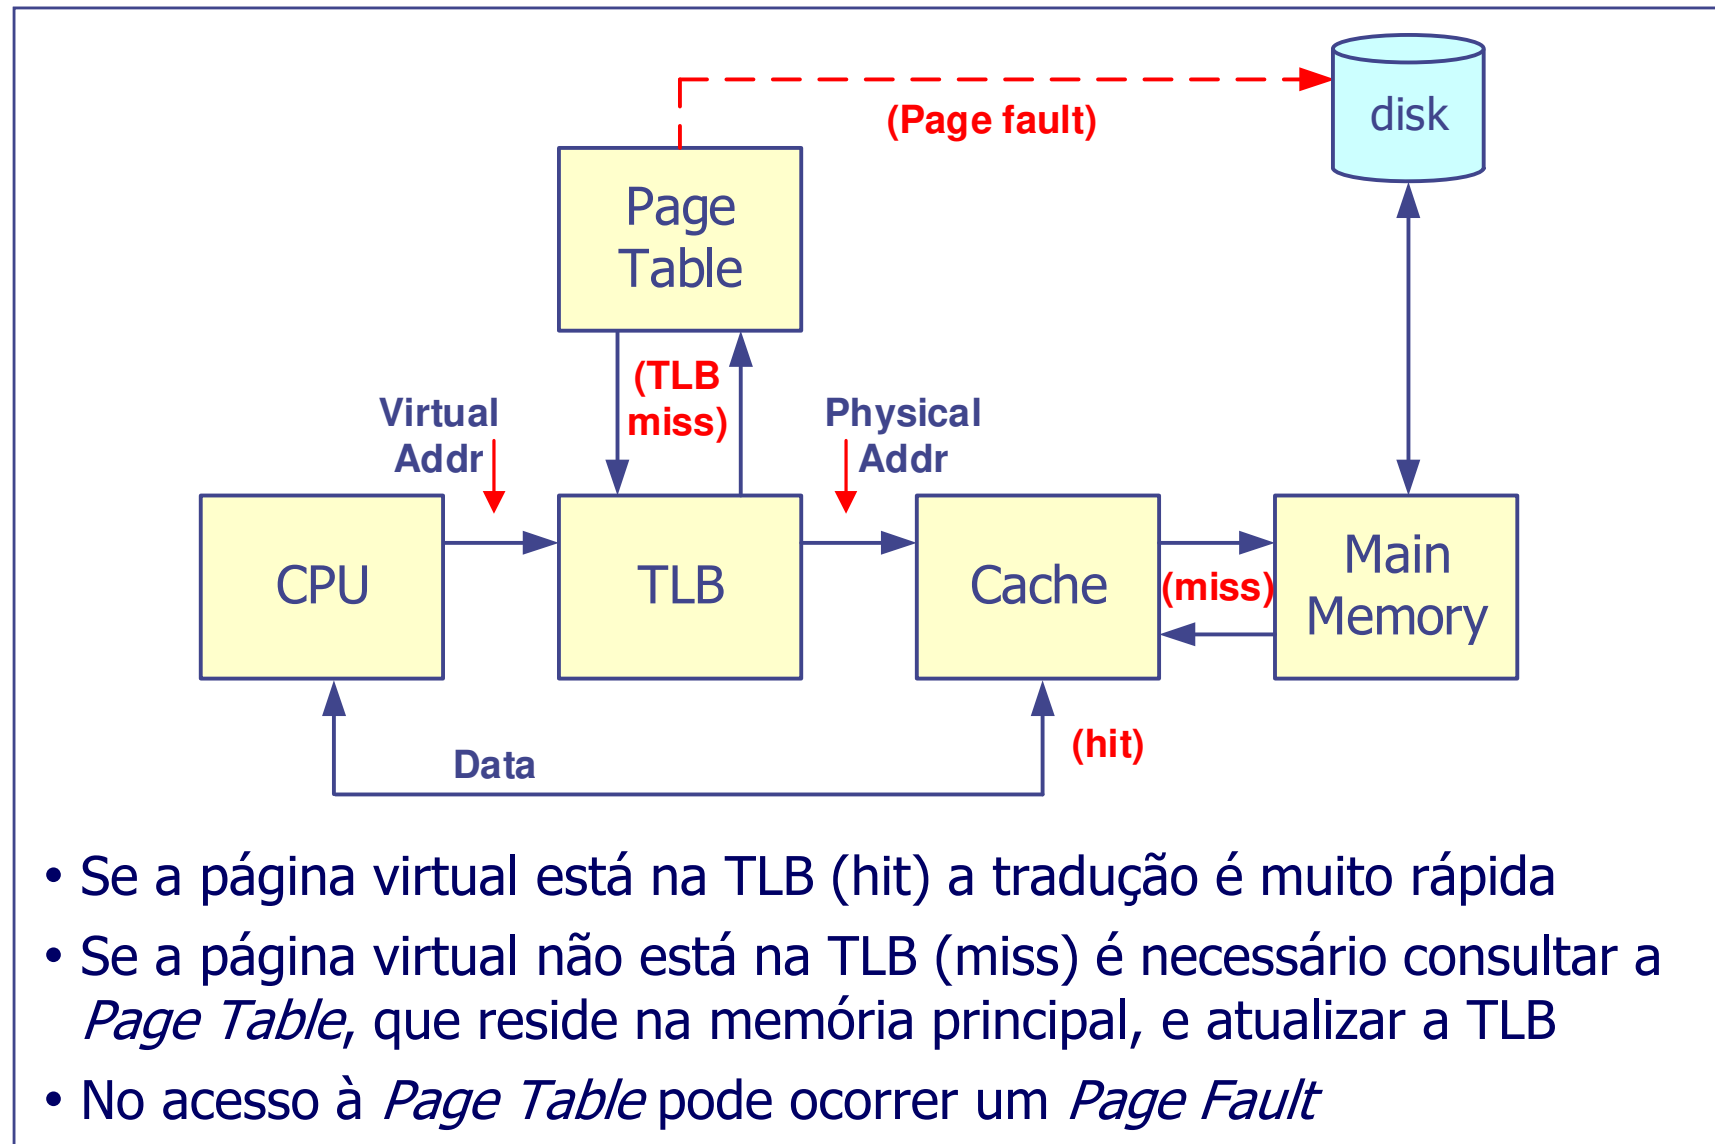 disk
(Page fault)
Page
Table
(TLB
miss)
Virtual
Addr
Physical
Addr
CPU
TLB
Cache
(miss)
Main
Memory
(hit)
Data
• Se a página virtual está na TLB (hit) a tradução é muito rápida
• Se a página virtual não está na TLB (miss) é necessário consultar a
Page Table, que reside na memória principal, e atualizar a TLB
• No acesso à Page Table pode ocorrer um Page Fault